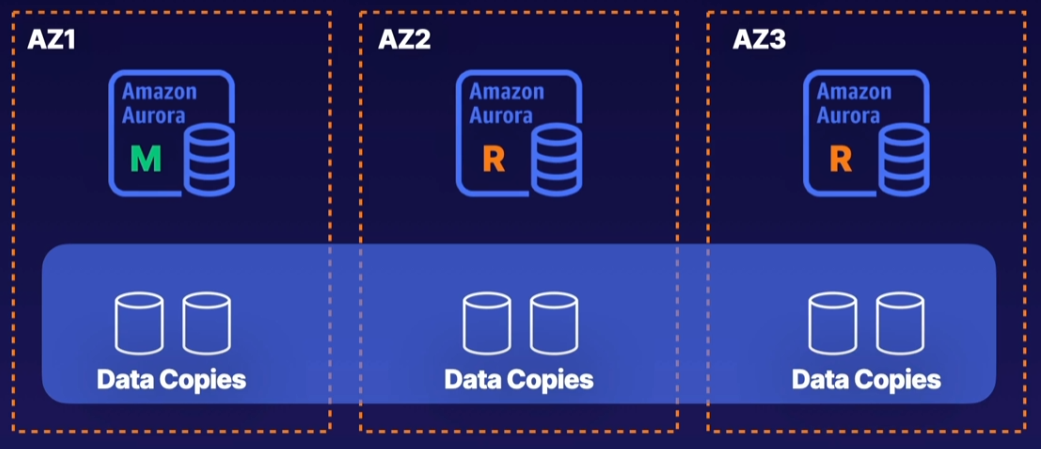 AZ1
Amazon
Aurora
M
Data Copies
AZ2
Amazon
Aurora
R
Data Copies
AZ3
Amazon
Aurora
R
Data Copies